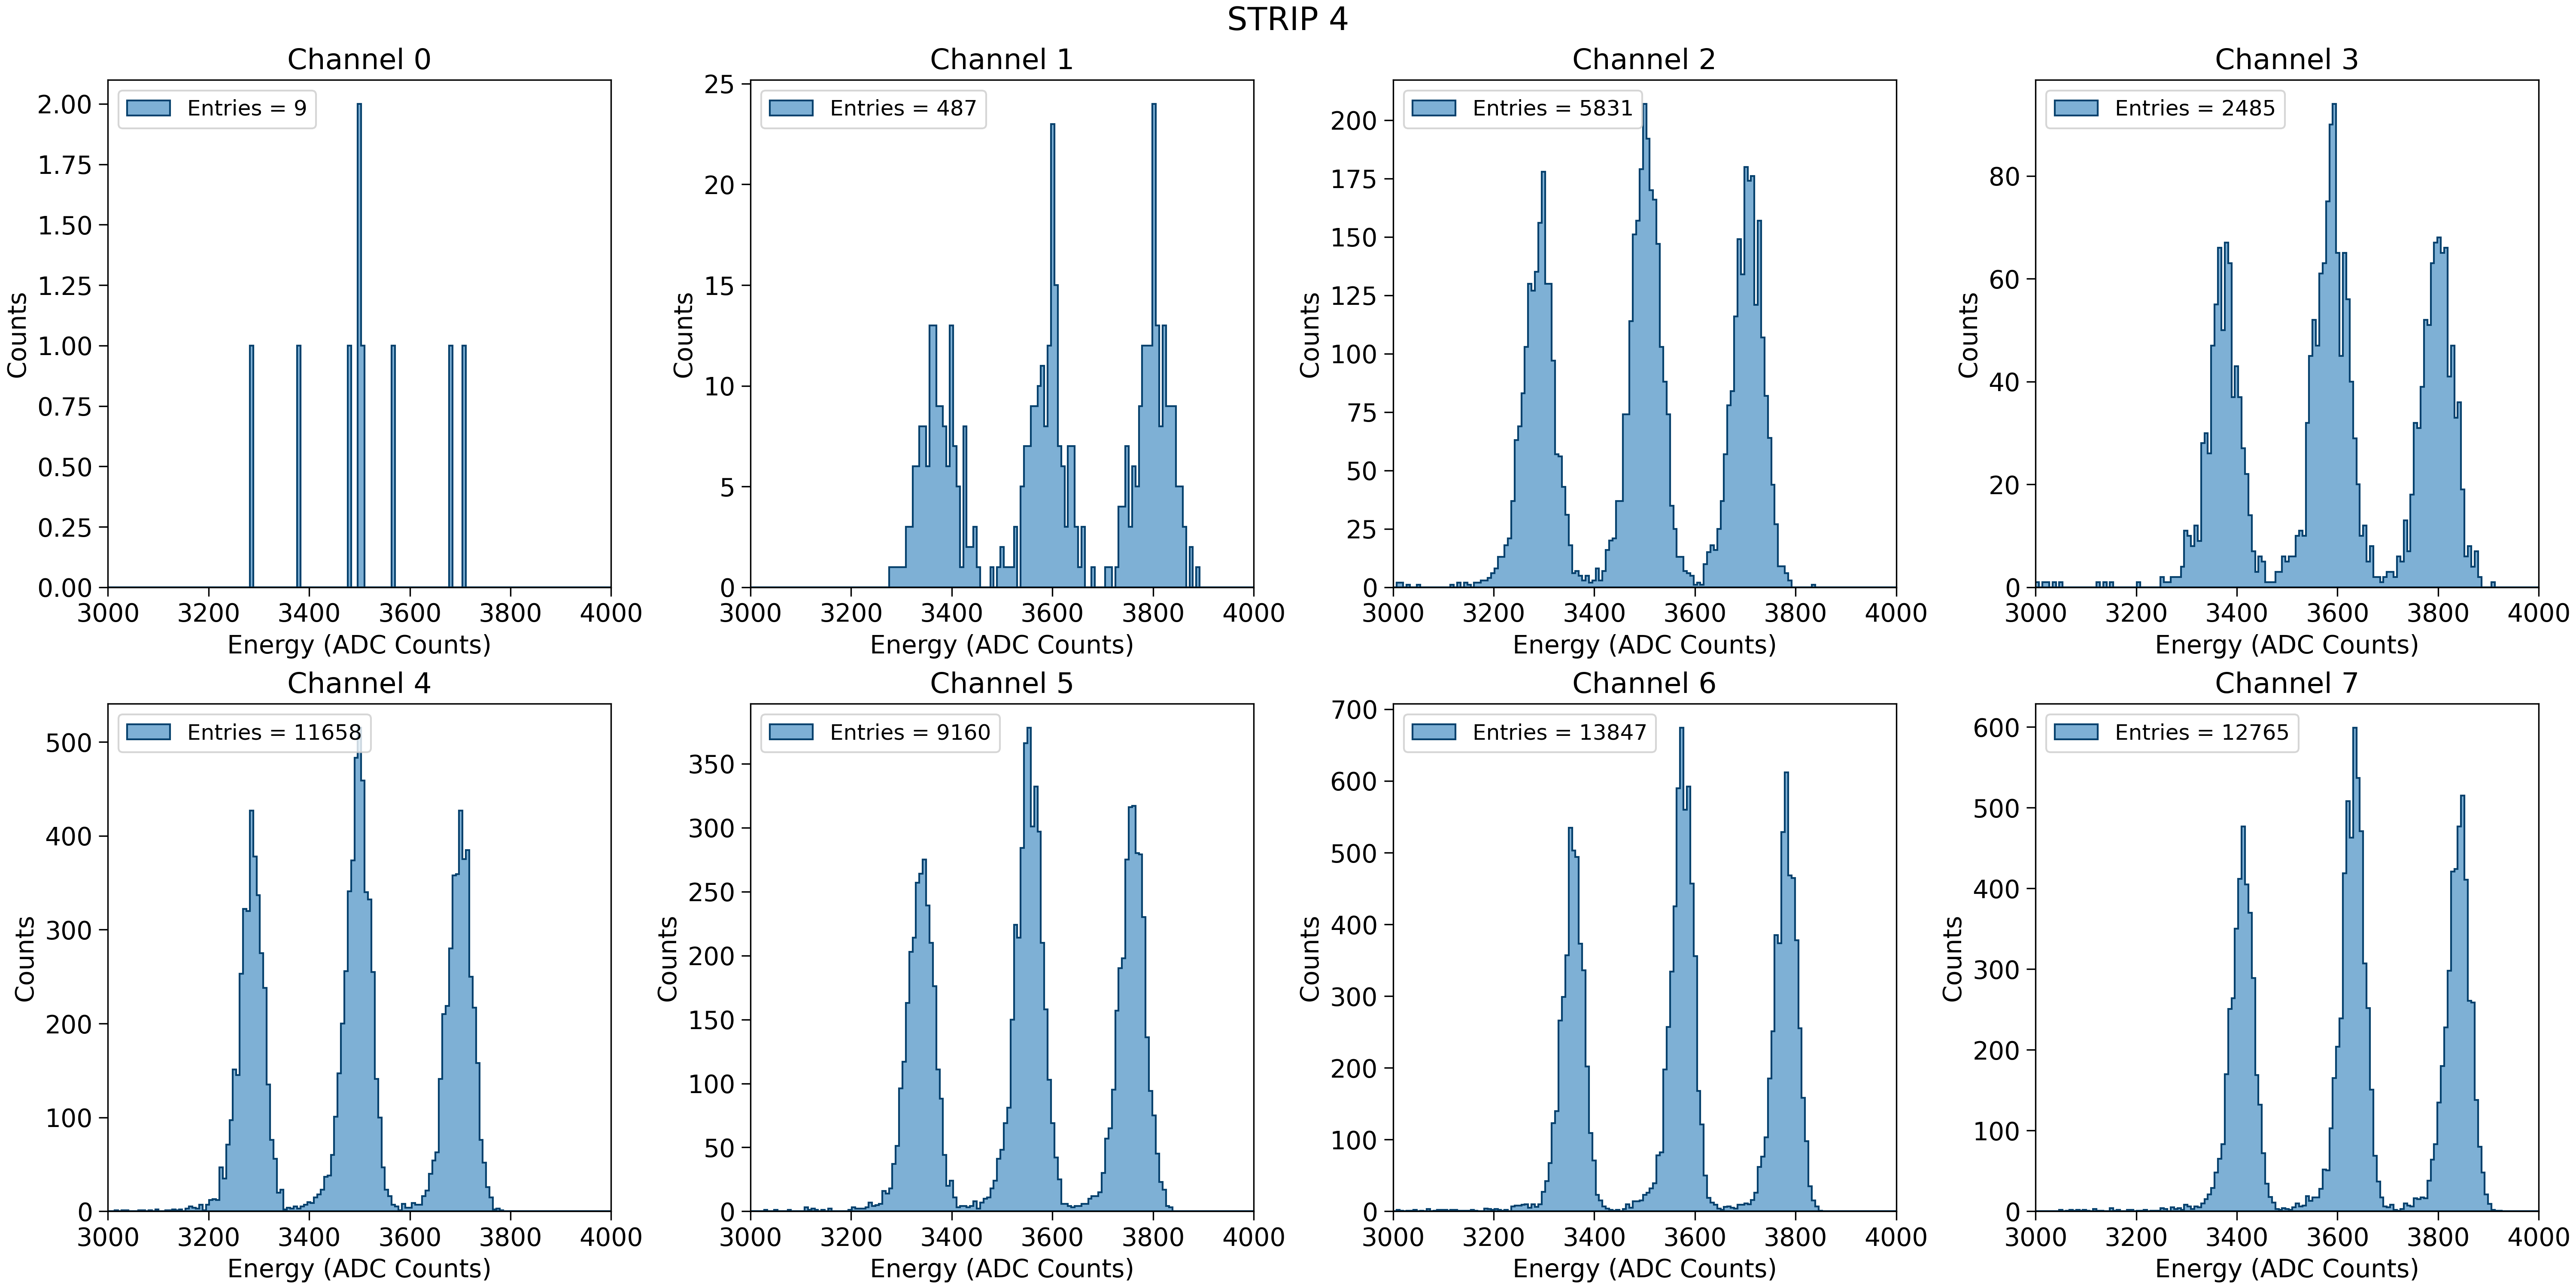 STRIP 4
Channel 0
Entries = 9
2.00
1.75
1.50
1.25
1.00
0.75
0.50
0.25
0.00
Counts
3000 3200 3400 3600 3800 4000
Energy (ADC Counts)
Channel 1
Entries = 487
25
20
15
10
5
0
Counts
3000 3200 3400 3600 3800 4000
Energy (ADC Counts)
Channel 2
Entries = 5831
200
175
150
125
100
75
50
25
0
Counts
3000 3200 3400 3600 3800 4000
Energy (ADC Counts)
Channel 3
Entries = 2485
80
60
40
20
0
Counts
3000 3200 3400 3600 3800 4000
Energy (ADC Counts)
Channel 4
Entries = 11658
500
400
300
200
100
0
Counts
3000 3200 3400 3600 3800 4000
Energy (ADC Counts)
Channel 5
Entries = 9160
350
300
250
200
150
100
50
0
Counts
3000 3200 3400 3600 3800 4000
Energy (ADC Counts)
Channel 6
Entries = 13847
700
600
500
400
300
200
100
0
Counts
3000 3200 3400 3600 3800 4000
Energy (ADC Counts)
Channel 7
Entries = 12765
600
500
400
300
200
100
0
Counts
3000 3200 3400 3600 3800 4000
Energy (ADC Counts)